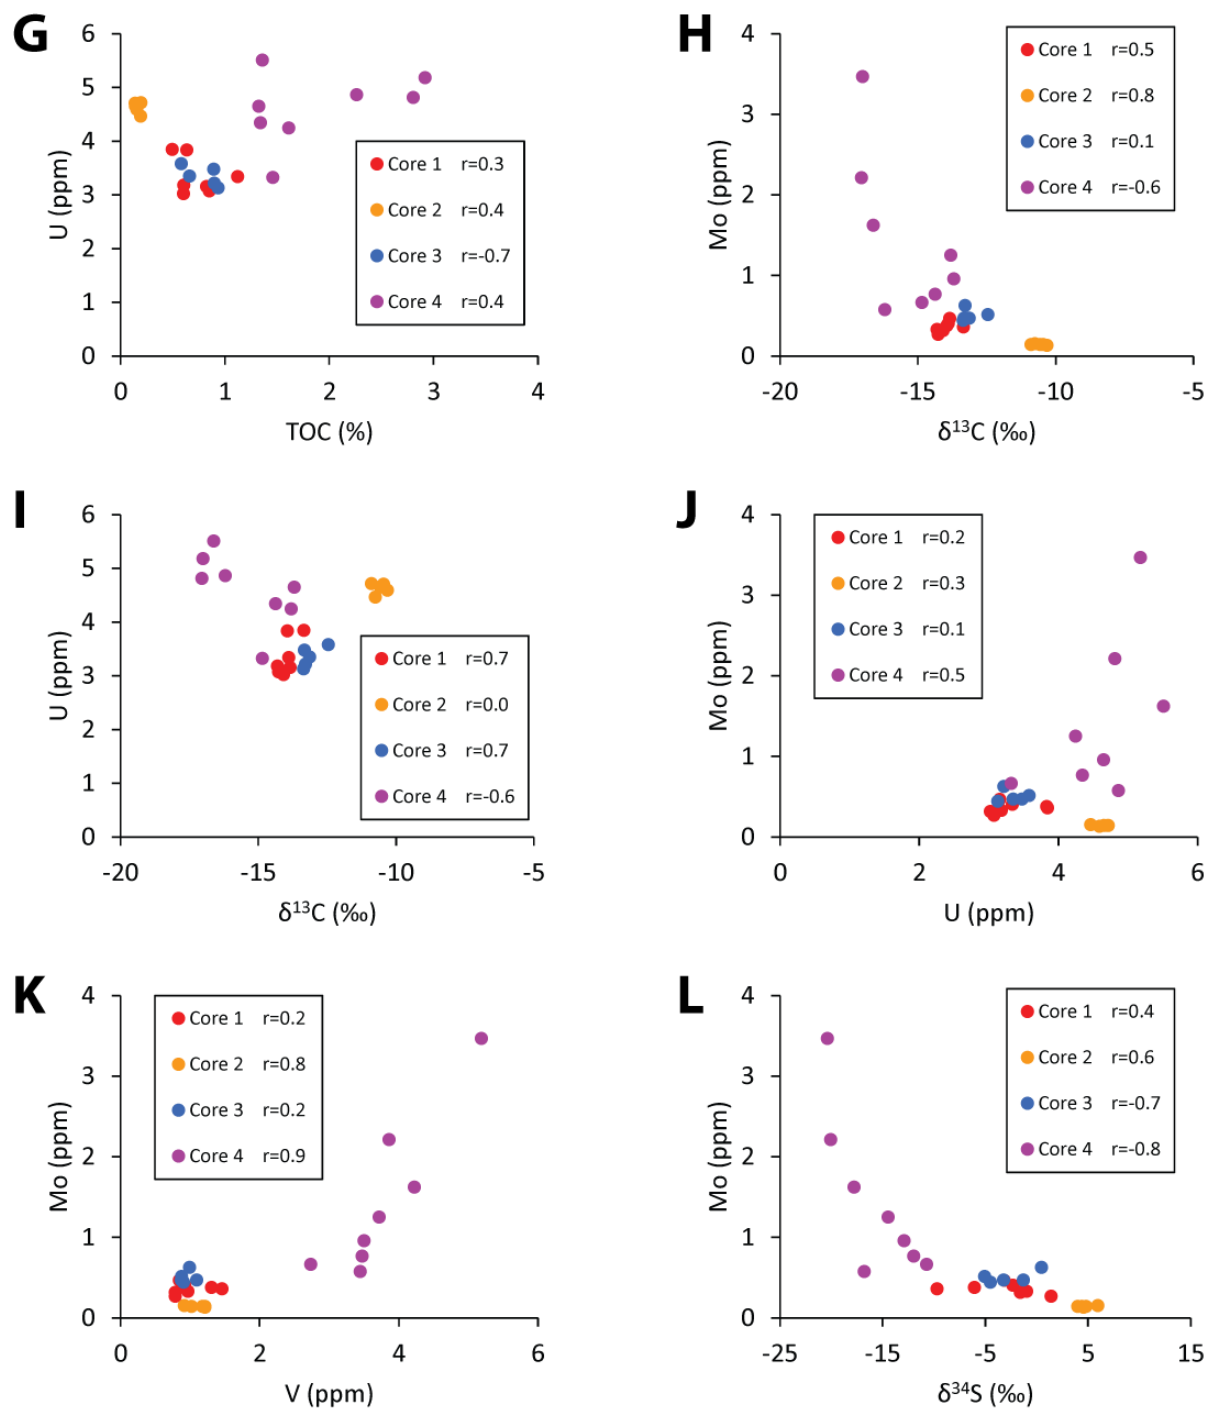 G
6
5
4
3
2
1
0
U (ppm)
Core 1 r=0.3
Core 2 r=0.4
Core 3 r=-0.7
Core 4 r=0.4
0 1 2 3 4
TOC (%)
H
4
3
2
1
0
Mo (ppm)
Core 1 r=0.5
Core 2 r=0.8
Core 3 r=0.1
Core 4 r=-0.6
-20 -15 -10 -5
δ¹³C (‰)
I
6
5
4
3
2
1
0
U (ppm)
Core 1 r=0.7
Core 2 r=0.0
Core 3 r=0.7
Core 4 r=-0.6
-20 -15 -10 -5
δ¹³C (‰)
J
4
3
2
1
0
Mo (ppm)
Core 1 r=0.2
Core 2 r=0.3
Core 3 r=0.1
Core 4 r=0.5
0 2 4 6
U (ppm)
K
4
3
2
1
0
Mo (ppm)
Core 1 r=0.2
Core 2 r=0.8
Core 3 r=0.2
Core 4 r=0.9
0 2 4 6
V (ppm)
L
4
3
2
1
0
Mo (ppm)
Core 1 r=0.4
Core 2 r=0.6
Core 3 r=-0.7
Core 4 r=-0.8
-25 -15 -5 5 15
δ³⁴S (‰)